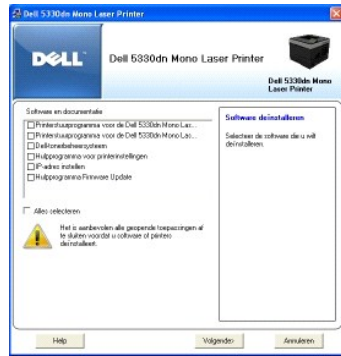 Dell 5330dn Mono Laser Printer
DELL
Dell 5330dn Mono Laser Printer
Dell 5330dn Mono
Laser Printer
Software en documentatie
Printerstuurprogramma voor de Dell 5330dn Mono Las...
Printerstuurprogramma voor de Dell 5330dn Mono Las...
Dell-tonerbeheersysteem
Hulpprogramma voor printerinstellingen
IP-adres instellen
Hulpprogramma Firmware Update
Alles selecteren
Het is aanbevolen alle geopende toepassingen af
te sluiten voordat u software of printers
deïnstalleert.
Software deïnstalleren
Selecteer de software die u wilt
deïnstalleren.
Help
Volgende>
Annuleren